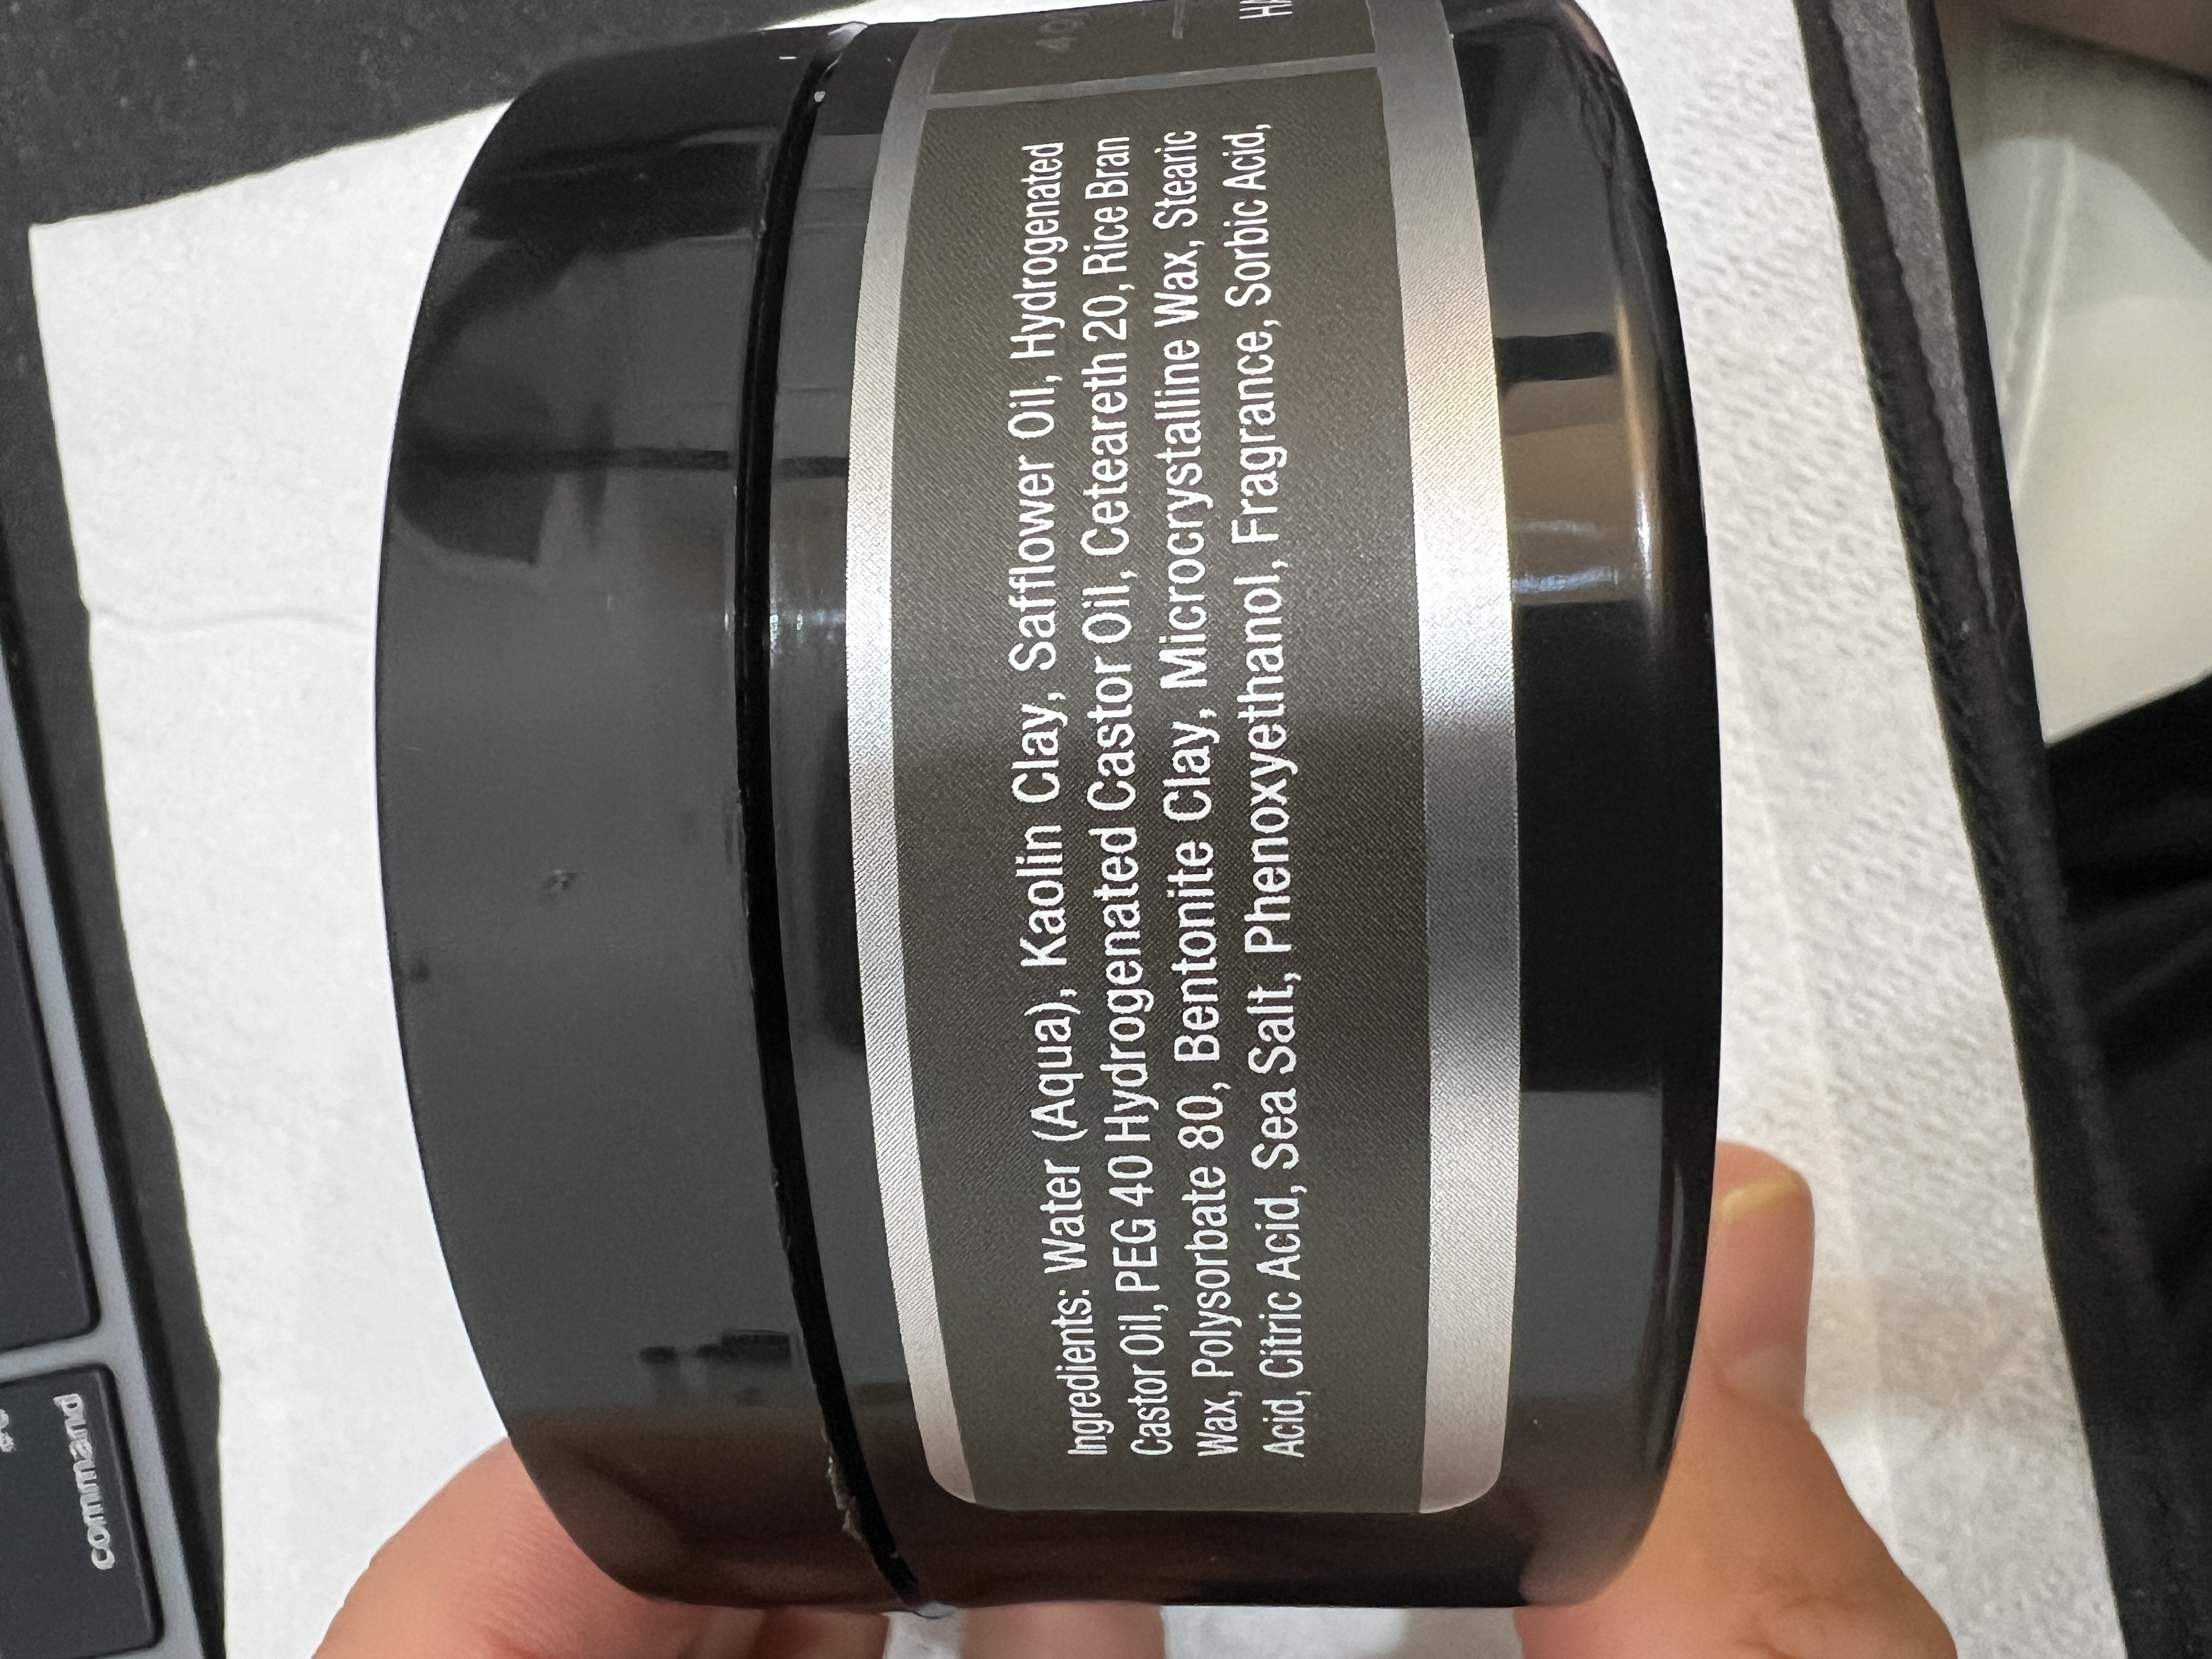 Ingredients: Water (Aqua), Kaolin Clay, Safflower Oil, Hydrogenated
Castor Oil, PEG 40 Hydrogenated Castor Oil, Ceteareth 20, Rice Bran
Wax, Polysorbate 80, Bentonite Clay, Microcrystalline Wax, Stearic
Acid, Citric Acid, Sea Salt, Phenoxyethanol, Fragrance, Sorbic Acid,
command